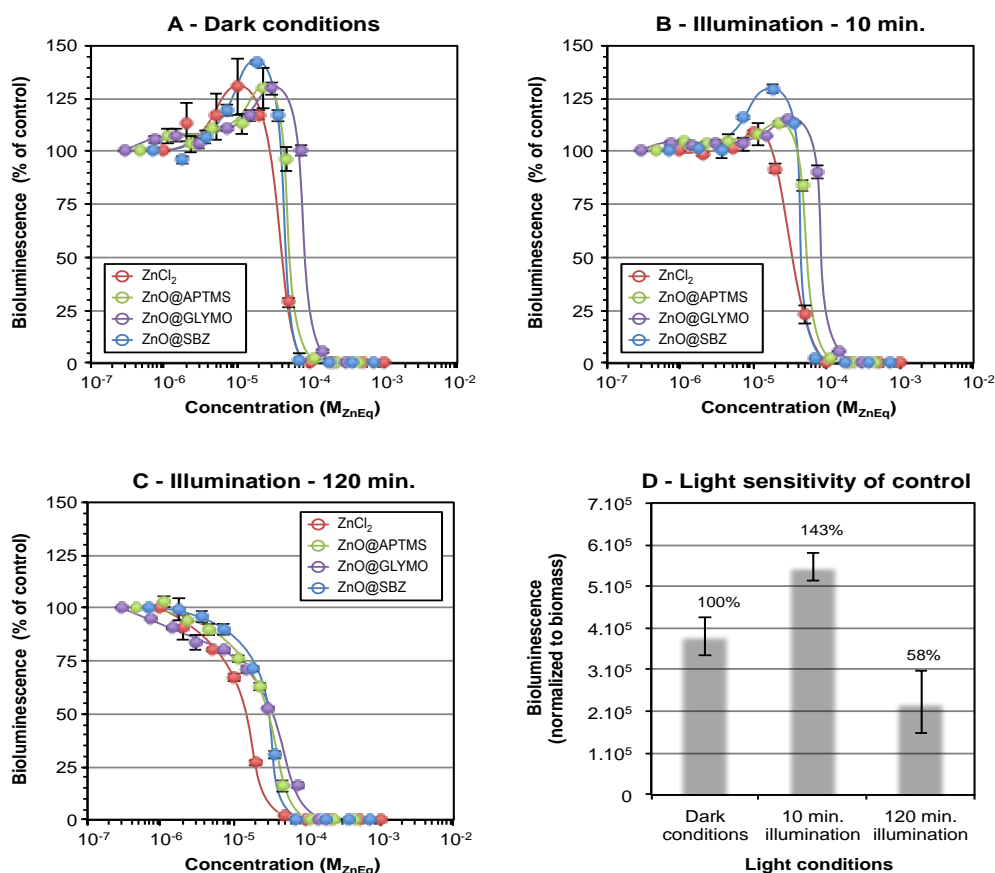 A - Dark conditions
Bioluminescence (% of control)
150
125
100
75
50
25
0
ZnCl2
ZnO@APTMS
ZnO@GLYMO
ZnO@SBZ
10-7
10-6
10-5
10-4
10-3
10-2
Concentration (MZnEq)
B - Illumination - 10 min.
Bioluminescence (% of control)
150
125
100
75
50
25
0
ZnCl2
ZnO@APTMS
ZnO@GLYMO
ZnO@SBZ
10-7
10-6
10-5
10-4
10-3
10-2
Concentration (MZnEq)
C - Illumination - 120 min.
Bioluminescence (% of control)
150
125
100
75
50
25
0
ZnCl2
ZnO@APTMS
ZnO@GLYMO
ZnO@SBZ
10-7
10-6
10-5
10-4
10-3
10-2
Concentration (MZnEq)
D - Light sensitivity of control
Bioluminescence
(normalized to biomass)
7.10⁵
6.10⁵
5.10⁵
4.10⁵
3.10⁵
2.10⁵
1.10⁵
0
100%
143%
58%
Dark conditions
10 min. illumination
120 min. illumination
Light conditions